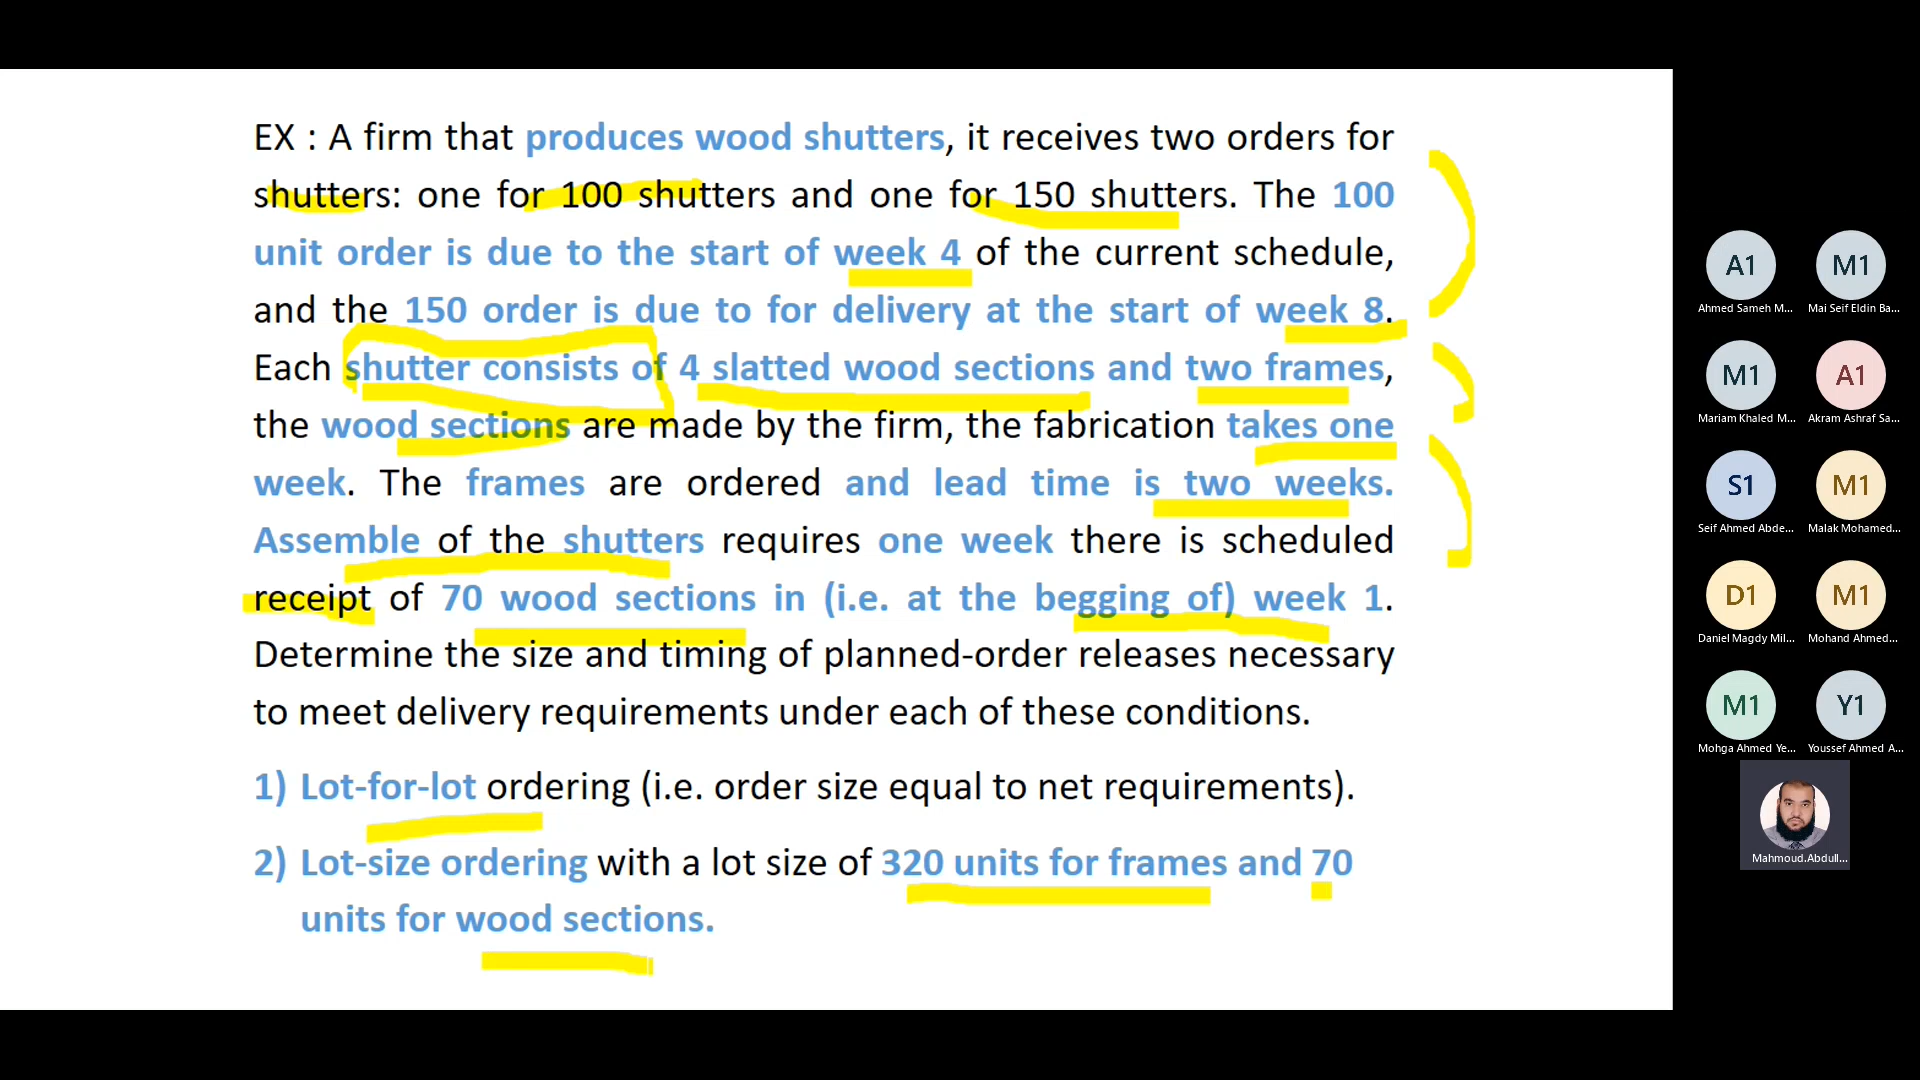 EX : A firm that produces wood shutters, it receives two orders for
shutters: one for 100 shutters and one for 150 shutters. The 100
unit order is due to the start of week 4 of the current schedule,
and the 150 order is due to for delivery at the start of week 8.
Each shutter consists of 4 slatted wood sections and two frames,
the wood sections are made by the firm, the fabrication takes one
week. The frames are ordered and lead time is two weeks.
Assemble of the shutters requires one week there is scheduled
receipt of 70 wood sections in (i.e. at the begging of) week 1.
Determine the size and timing of planned-order releases necessary
to meet delivery requirements under each of these conditions.
1) Lot-for-lot ordering (i.e. order size equal to net requirements).
2) Lot-size ordering with a lot size of 320 units for frames and 70
units for wood sections.
A1 M1
Ahmed Sameh M... Mai Seif Eldin Ba...
M1 A1
Mariam Khaled M... Akram Ashraf Sa...
S1 M1
Seif Ahmed Abde... Malak Mohamed...
D1 M1
Daniel Magdy Mil... Mohand Ahmed...
M1 Y1
Mohga Ahmed Ye... Youssef Ahmed A...
Mahmoud.Abdull...